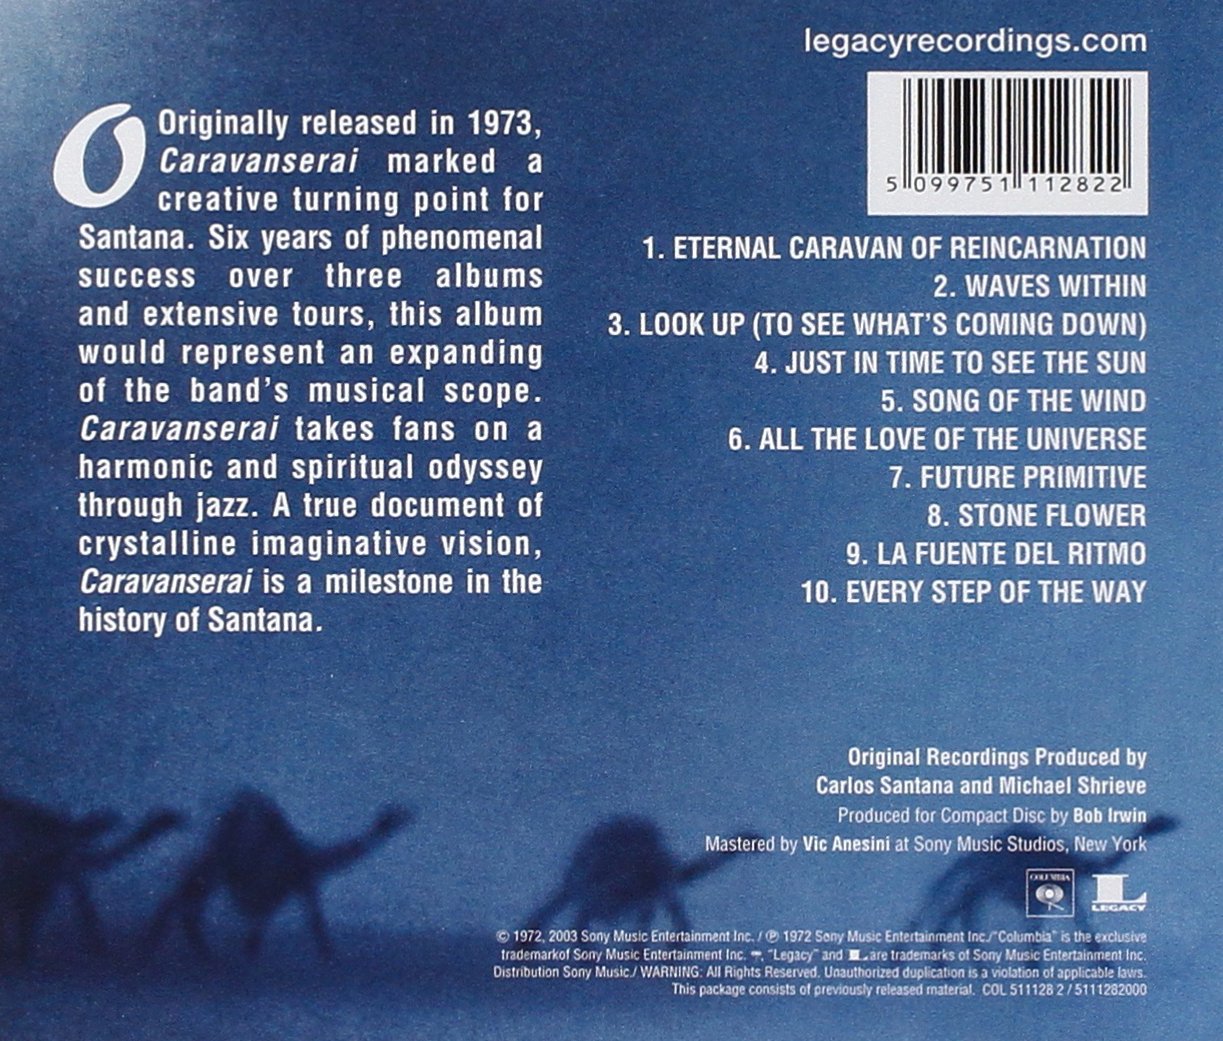 legacyrecordings.com
5 099751 112822
Originally released in 1973,
Caravanserai marked a
creative turning point for
Santana. Six years of phenomenal
success over three albums
and extensive tours, this album
would represent an expanding
of the band's musical scope.
Caravanserai takes fans on a
harmonic and spiritual odyssey
through jazz. A true document of
crystalline imaginative vision,
Caravanserai is a milestone in the
history of Santana.
1. ETERNAL CARAVAN OF REINCARNATION
2. WAVES WITHIN
3. LOOK UP (TO SEE WHAT'S COMING DOWN)
4. JUST IN TIME TO SEE THE SUN
5. SONG OF THE WIND
6. ALL THE LOVE OF THE UNIVERSE
7. FUTURE PRIMITIVE
8. STONE FLOWER
9. LA FUENTE DEL RITMO
10. EVERY STEP OF THE WAY
Original Recordings Produced by
Carlos Santana and Michael Shrieve
Produced for Compact Disc by Bob Irwin
Mastered by Vic Anesini at Sony Music Studios, New York
COLUMBIA
L LEGACY
© 1972, 2003 Sony Music Entertainment Inc. / ℗ 1972 Sony Music Entertainment Inc./"Columbia" is the exclusive
trademarkof Sony Music Entertainment Inc. , "Legacy" and L are trademarks of Sony Music Entertainment Inc.
Distribution Sony Music./ WARNING: All Rights Reserved. Unauthorized duplication is a violation of applicable laws.
This package consists of previously released material. COL 511128 2 / 5111282000